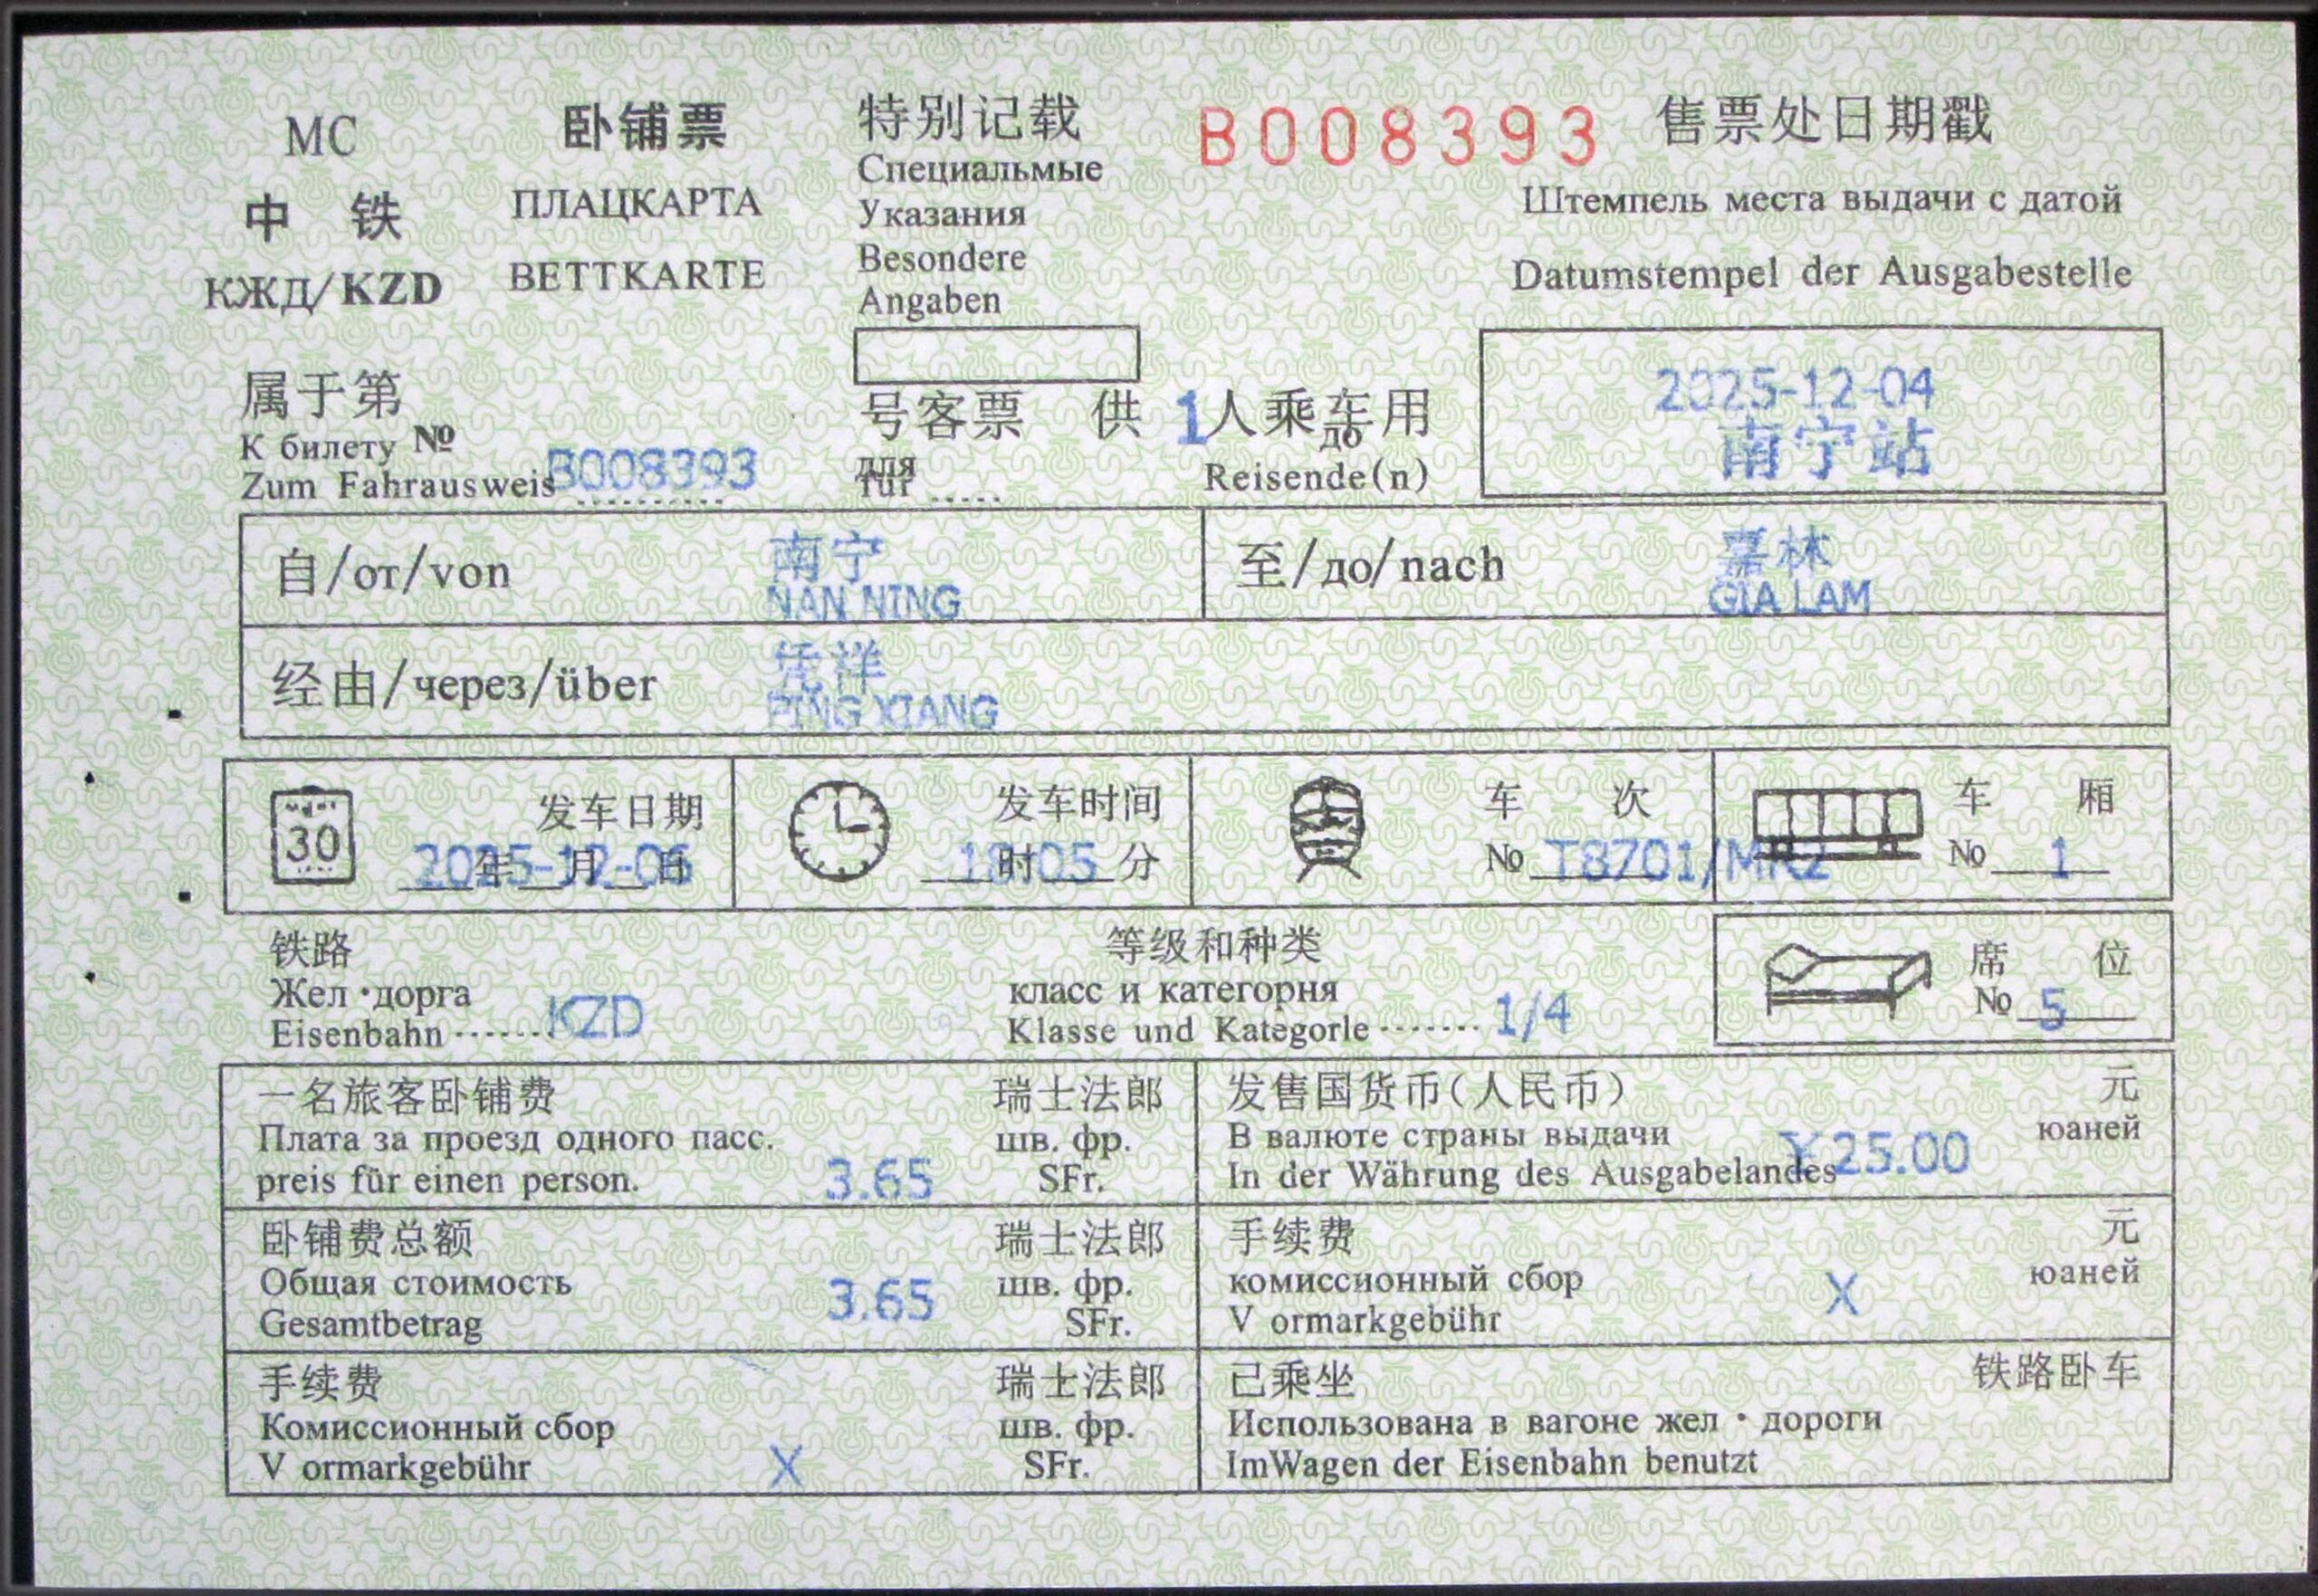 MC
中 铁
КЖД/KZD
卧铺票
ПЛАЦКАРТА
BETTKARTE
特别记载
Специальмые
Указания
Besondere
Angaben
B008393
售票处日期戳
Штемпель места выдачи с датой
Datumstempel der Ausgabestelle
2025-12-04
南宁站
属于第
К билету №
Zum Fahrausweis B008393
号客票 供 1 人乘车用
для до
für ..... Reisende(n)
自/от/von 南宁
NAN NING
至/до/nach 嘉林
GIA LAM
经由/через/über 凭祥
PING XIANG
30
发车日期
2025-12-06
年 月 日
发车时间
18:05
时 分
车 次
№ T8701/MR2
车 厢
№ 1
铁路
Жел·дорга
Eisenbahn ------- KZD
等级和种类
класс и категорня
Klasse und Kategorle ------- 1/4
席 位
№ 5
一名旅客卧铺费 瑞士法郎
Плата за проезд одного пасс. шв. фр.
preis für einen person. 3.65 SFr.
发售国货币(人民币) 元
В валюте страны выдачи юаней
In der Währung des Ausgabelandes ¥25.00
卧铺费总额 瑞士法郎
Общая стоимость 3.65 шв. фр.
Gesamtbetrag SFr.
手续费 元
комиссионный сбор X юаней
V ormarkgebühr
手续费 瑞士法郎
Комиссионный сбор шв. фр.
V ormarkgebühr X SFr.
己乘坐 铁路卧车
Использована в вагоне жел·дороги
ImWagen der Eisenbahn benutzt